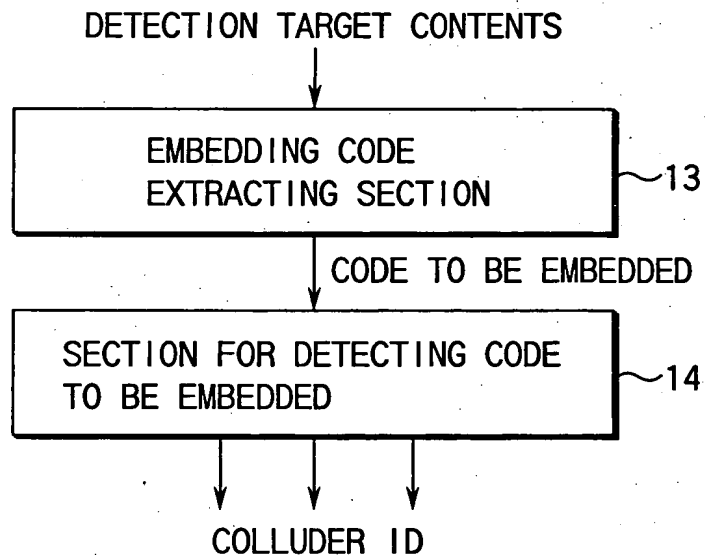 DETECTION TARGET CONTENTS
EMBEDDING CODE
EXTRACTING SECTION
13
CODE TO BE EMBEDDED
SECTION FOR DETECTING CODE
TO BE EMBEDDED
14
COLLUDER ID